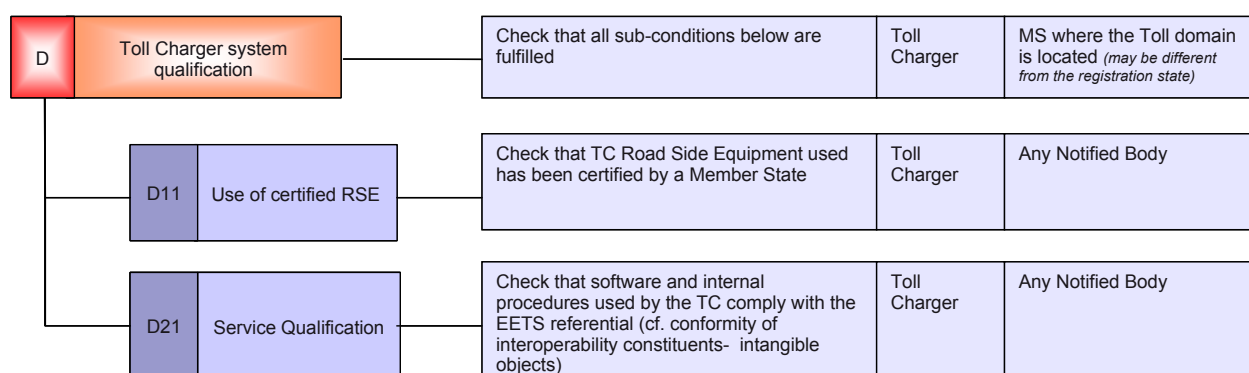 D
Toll Charger system
qualification
Check that all sub-conditions below are
fulfilled
Toll
Charger
MS where the Toll domain
is located (may be different
from the registration state)
D11
Use of certified RSE
Check that TC Road Side Equipment used
has been certified by a Member State
Toll
Charger
Any Notified Body
D21
Service Qualification
Check that software and internal
procedures used by the TC comply with the
EETS referential (cf. conformity of
interoperability constituents- intangible
objects)
Toll
Charger
Any Notified Body